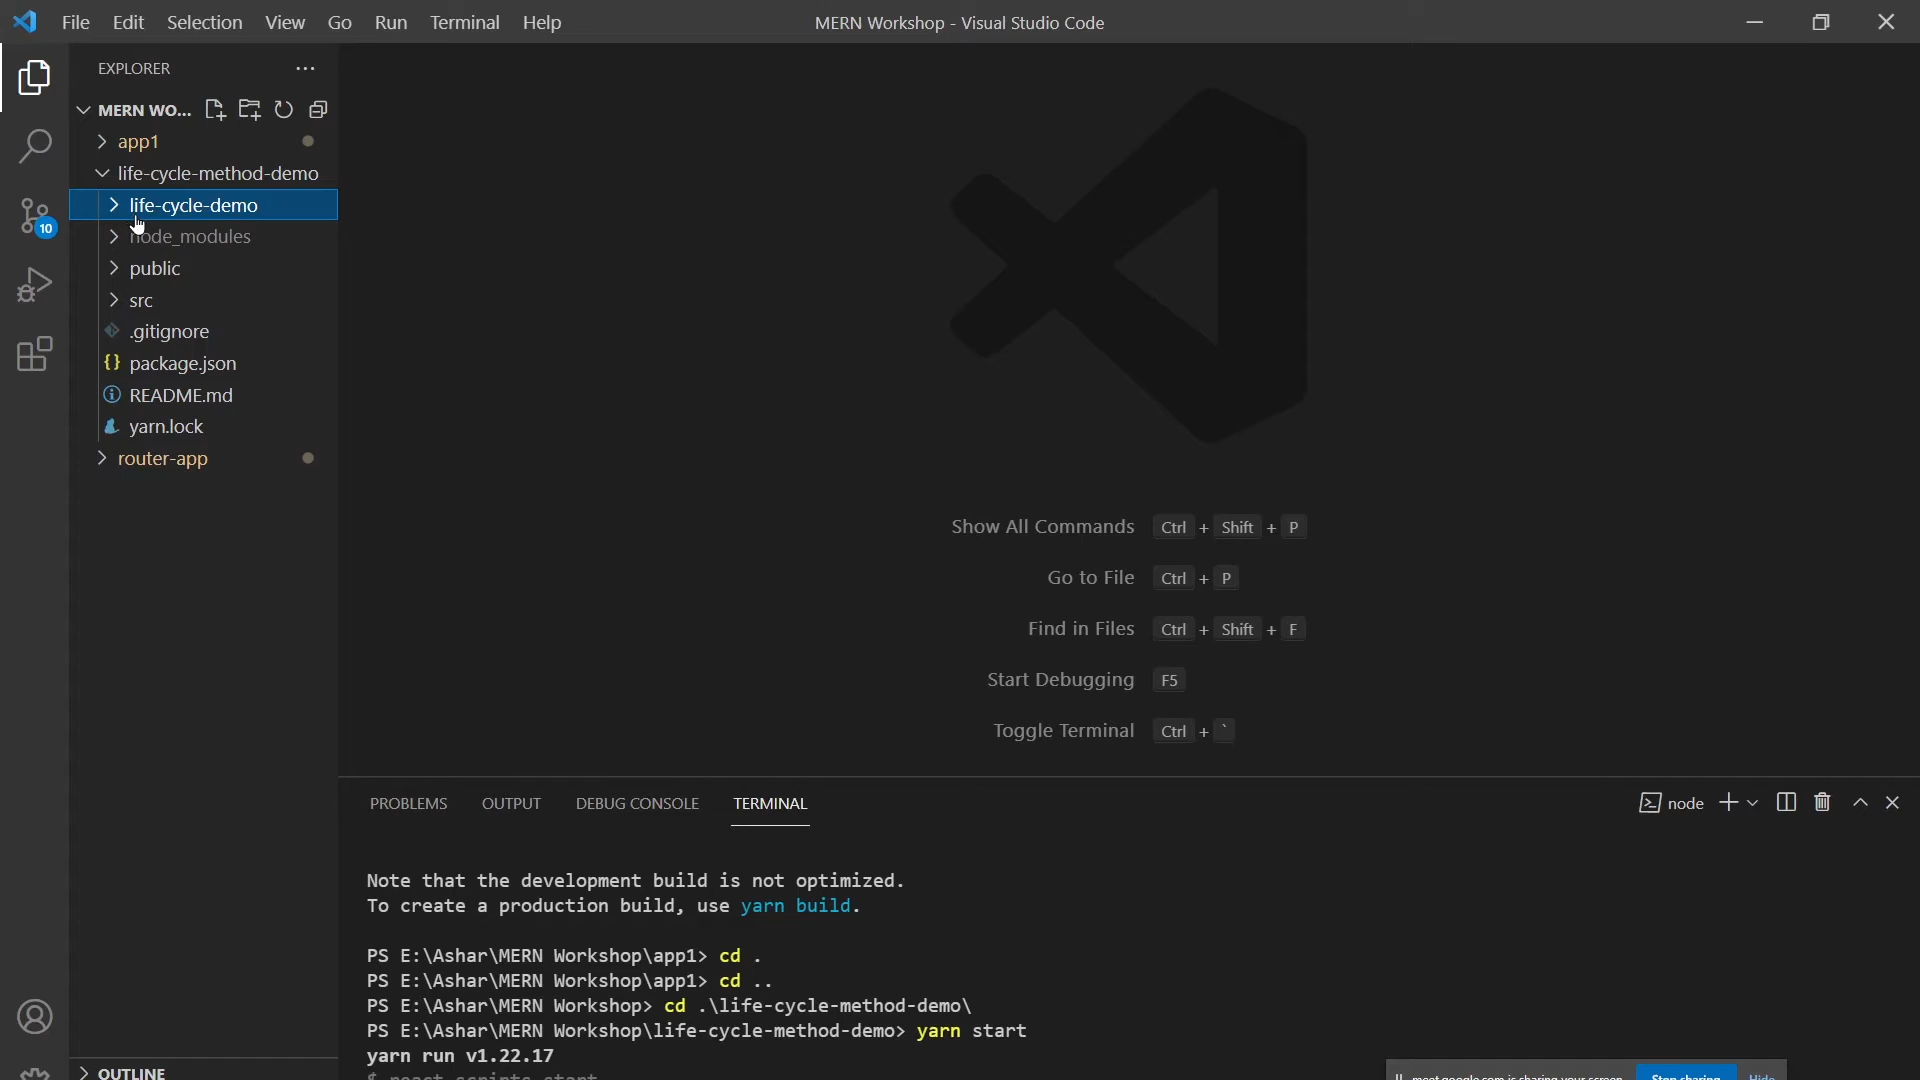 File Edit Selection View Go Run Terminal Help
MERN Workshop - Visual Studio Code
EXPLORER
MERN WO...
app1
life-cycle-method-demo
life-cycle-demo
10
node_modules
public
src
.gitignore
package.json
README.md
yarn.lock
router-app
Show All Commands Ctrl + Shift + P
Go to File Ctrl + P
Find in Files Ctrl + Shift + F
Start Debugging F5
Toggle Terminal Ctrl + `
PROBLEMS OUTPUT DEBUG CONSOLE TERMINAL
node
Note that the development build is not optimized.
To create a production build, use yarn build.
PS E:\Ashar\MERN Workshop\app1> cd .
PS E:\Ashar\MERN Workshop\app1> cd ..
PS E:\Ashar\MERN Workshop> cd .\life-cycle-method-demo\
PS E:\Ashar\MERN Workshop\life-cycle-method-demo> yarn start
yarn run v1.22.17
$ react-scripts start
OUTLINE
meet.google.com is sharing your screen. Stop sharing Hide